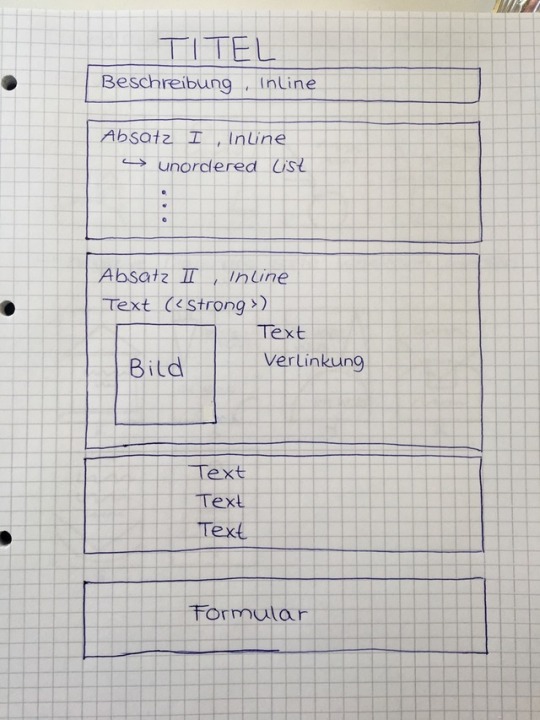 TITEL
Beschreibung, Inline
Absatz I, Inline
↪ unordered List
Absatz II, Inline
Text (<strong>)
Bild
Text
Verlinkung
Text
Text
Text
Formular